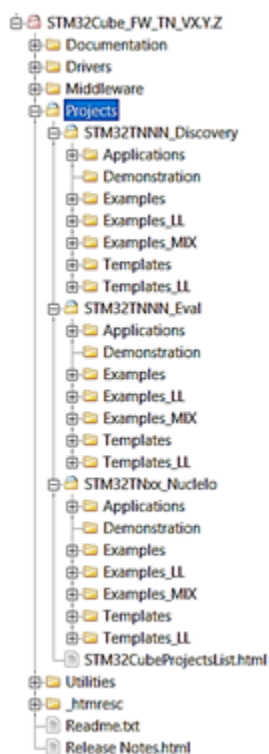 STM32Cube_FW_TN_VX.Y.Z
Documentation
Drivers
Middleware
Projects
STM32TNNN_Discovery
Applications
Demonstration
Examples
Examples_LL
Examples_MIX
Templates
Templates_LL
STM32TNNN_Eval
Applications
Demonstration
Examples
Examples_LL
Examples_MIX
Templates
Templates_LL
STM32TNxx_Nuclelo
Applications
Demonstration
Examples
Examples_LL
Examples_MIX
Templates
Templates_LL
STM32CubeProjectsList.html
Utilities
_htmresc
Readme.txt
Release Notes.html